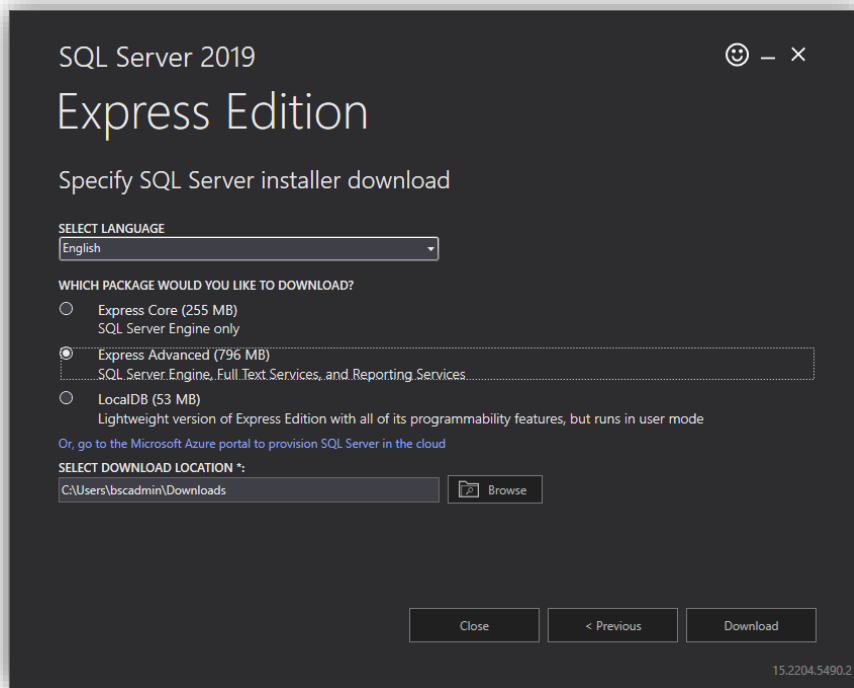 SQL Server 2019
Express Edition
Specify SQL Server installer download
SELECT LANGUAGE
English
WHICH PACKAGE WOULD YOU LIKE TO DOWNLOAD?
Express Core (255 MB)
SQL Server Engine only
Express Advanced (796 MB)
SQL Server Engine, Full Text Services, and Reporting Services
LocalDB (53 MB)
Lightweight version of Express Edition with all of its programmability features, but runs in user mode
Or, go to the Microsoft Azure portal to provision SQL Server in the cloud
SELECT DOWNLOAD LOCATION *:
C:\Users\bscadmin\Downloads
Browse
Close
< Previous
Download
15.2204.5490.2